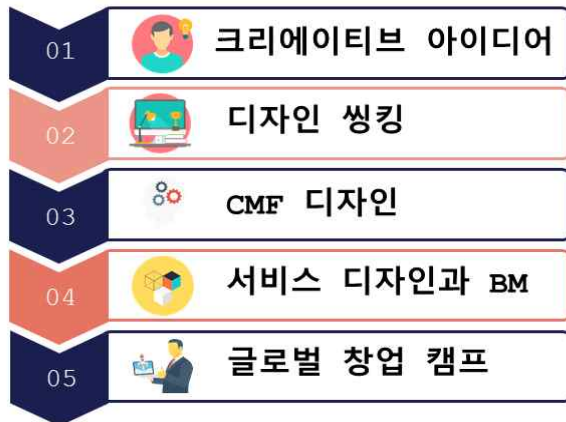 01 크리에이티브 아이디어
02 디자인 씽킹
03 CMF 디자인
04 서비스 디자인과 BM
05 글로벌 창업 캠프